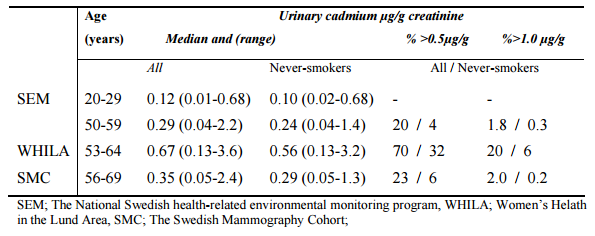 Age Urinary cadmium µg/g creatinine
(years) Median and (range) % >0.5µg/g %>1.0 µg/g
All Never-smokers All / Never-smokers
SEM 20-29 0.12 (0.01-0.68) 0.10 (0.02-0.68) - -
50-59 0.29 (0.04-2.2) 0.24 (0.04-1.4) 20 / 4 1.8 / 0.3
WHILA 53-64 0.67 (0.13-3.6) 0.56 (0.13-3.2) 70 / 32 20 / 6
SMC 56-69 0.35 (0.05-2.4) 0.29 (0.05-1.3) 23 / 6 2.0 / 0.2
SEM; The National Swedish health-related environmental monitoring program, WHILA; Women's Helath
in the Lund Area, SMC; The Swedish Mammography Cohort;